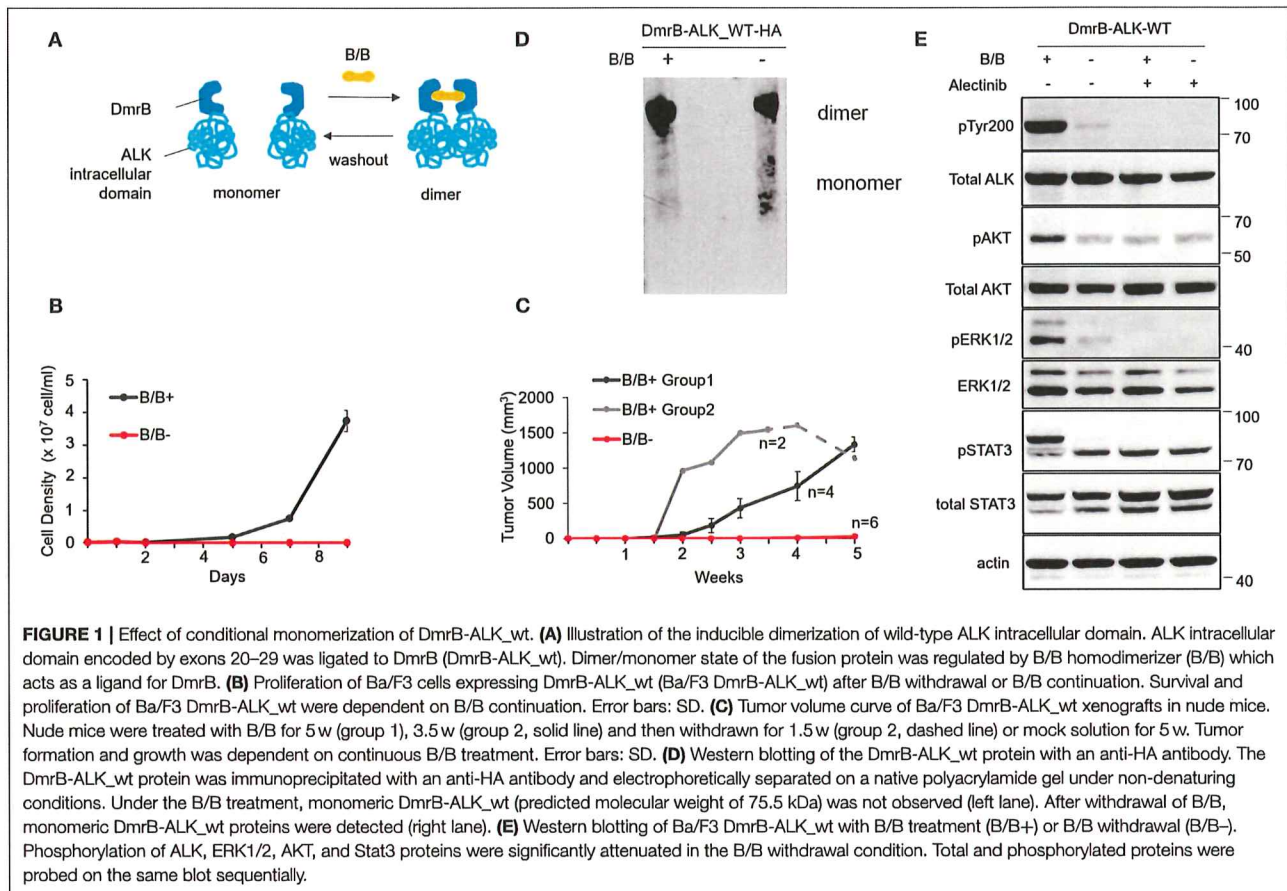 A
B/B
DmrB
ALK
intracellular
domain
washout
monomer
dimer
B
Cell Density (x 10⁷ cell/ml)
5
4
3
2
1
0
B/B+
B/B-
2
4
6
8
Days
C
Tumor Volume (mm³)
2000
1500
1000
500
0
B/B+ Group1
B/B+ Group2
B/B-
n=2
n=4
n=6
1
2
3
4
5
Weeks
D
DmrB-ALK_WT-HA
B/B + -
dimer
monomer
E
DmrB-ALK-WT
B/B + - + -
Alectinib - - + +
pTyr200
100
70
Total ALK
pAKT
70
50
Total AKT
pERK1/2
40
ERK1/2
pSTAT3
100
70
total STAT3
actin
40
FIGURE 1 | Effect of conditional monomerization of DmrB-ALK_wt. (A) Illustration of the inducible dimerization of wild-type ALK intracellular domain. ALK intracellular
domain encoded by exons 20–29 was ligated to DmrB (DmrB-ALK_wt). Dimer/monomer state of the fusion protein was regulated by B/B homodimerizer (B/B) which
acts as a ligand for DmrB. (B) Proliferation of Ba/F3 cells expressing DmrB-ALK_wt (Ba/F3 DmrB-ALK_wt) after B/B withdrawal or B/B continuation. Survival and
proliferation of Ba/F3 DmrB-ALK_wt were dependent on B/B continuation. Error bars: SD. (C) Tumor volume curve of Ba/F3 DmrB-ALK_wt xenografts in nude mice.
Nude mice were treated with B/B for 5 w (group 1), 3.5 w (group 2, solid line) and then withdrawn for 1.5 w (group 2, dashed line) or mock solution for 5 w. Tumor
formation and growth was dependent on continuous B/B treatment. Error bars: SD. (D) Western blotting of the DmrB-ALK_wt protein with an anti-HA antibody. The
DmrB-ALK_wt protein was immunoprecipitated with an anti-HA antibody and electrophoretically separated on a native polyacrylamide gel under non-denaturing
conditions. Under the B/B treatment, monomeric DmrB-ALK_wt (predicted molecular weight of 75.5 kDa) was not observed (left lane). After withdrawal of B/B,
monomeric DmrB-ALK_wt proteins were detected (right lane). (E) Western blotting of Ba/F3 DmrB-ALK_wt with B/B treatment (B/B+) or B/B withdrawal (B/B–).
Phosphorylation of ALK, ERK1/2, AKT, and Stat3 proteins were significantly attenuated in the B/B withdrawal condition. Total and phosphorylated proteins were
probed on the same blot sequentially.